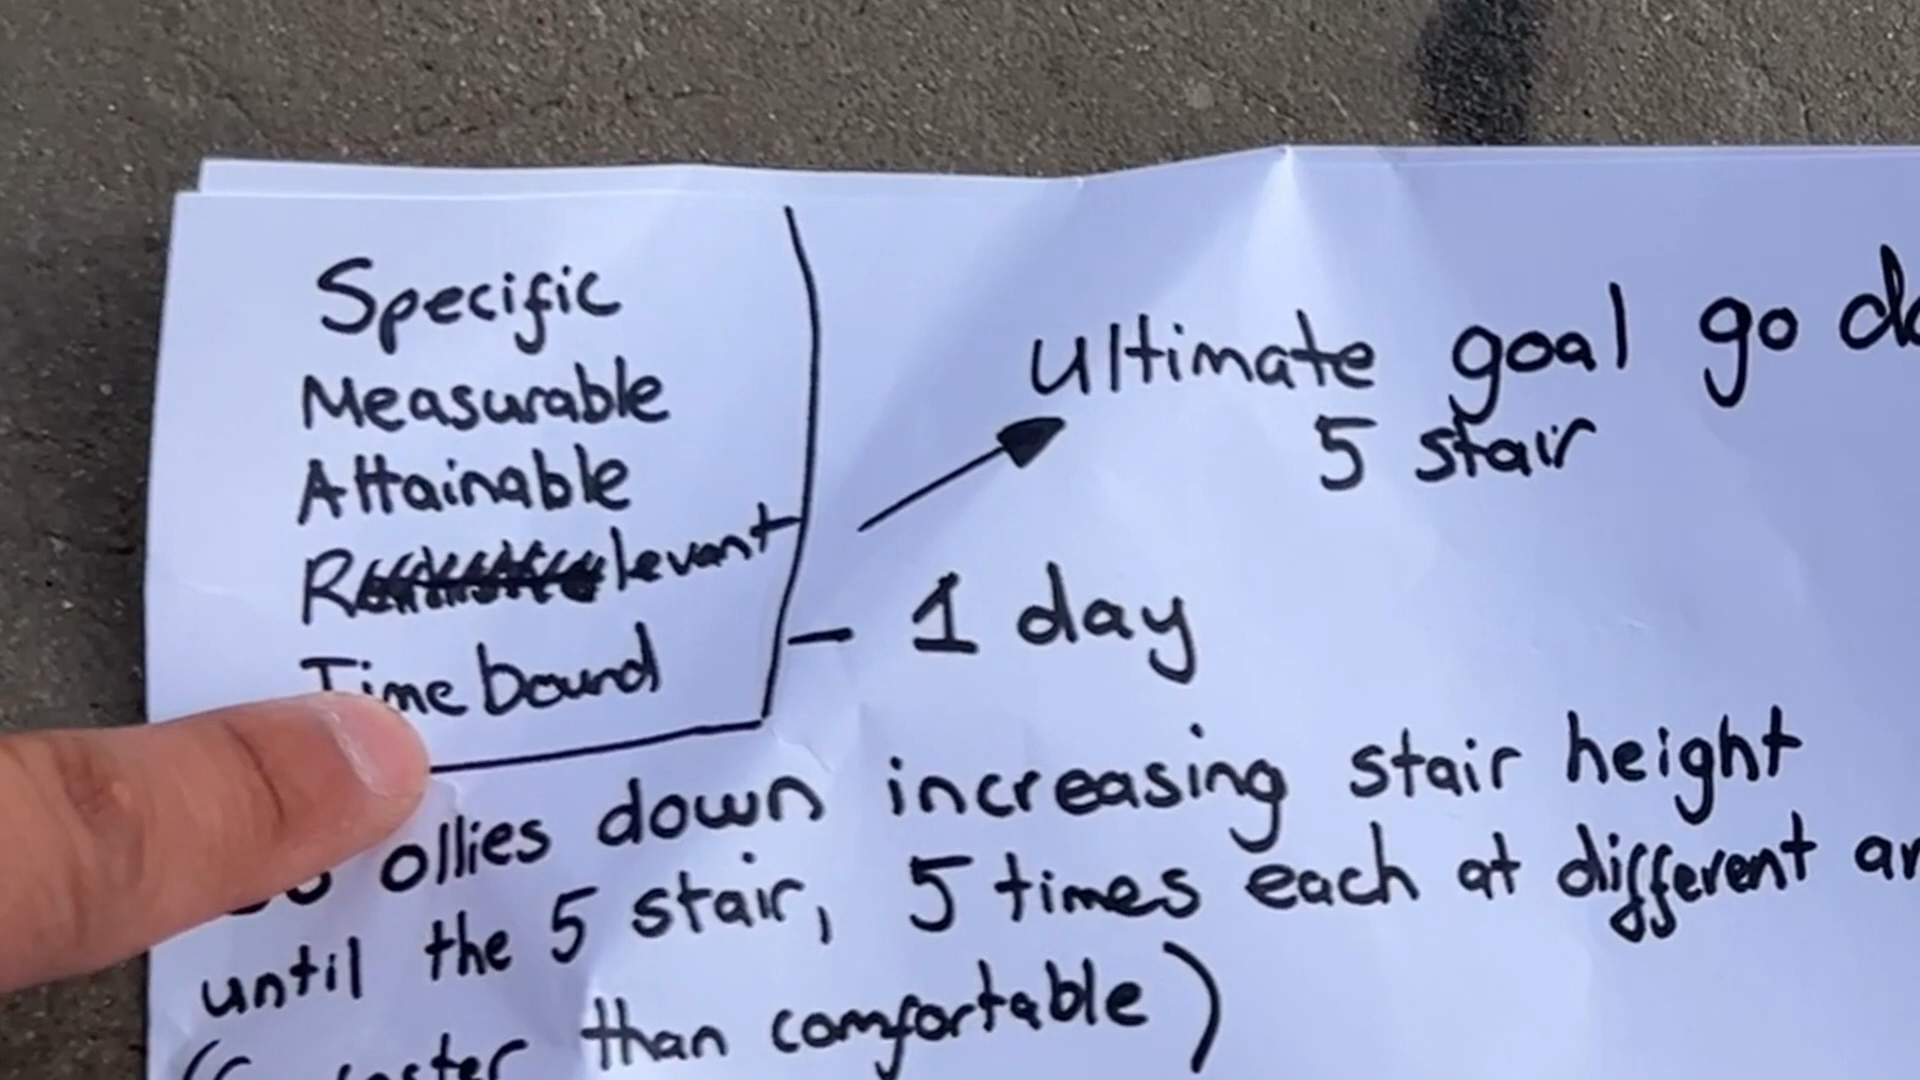 Specific
Measurable
Attainable
Relevant
Time bound
ultimate goal go
5 stair
- 1 day
ollies down increasing stair height
until the 5 stair, 5 times each at different
than comfortable)